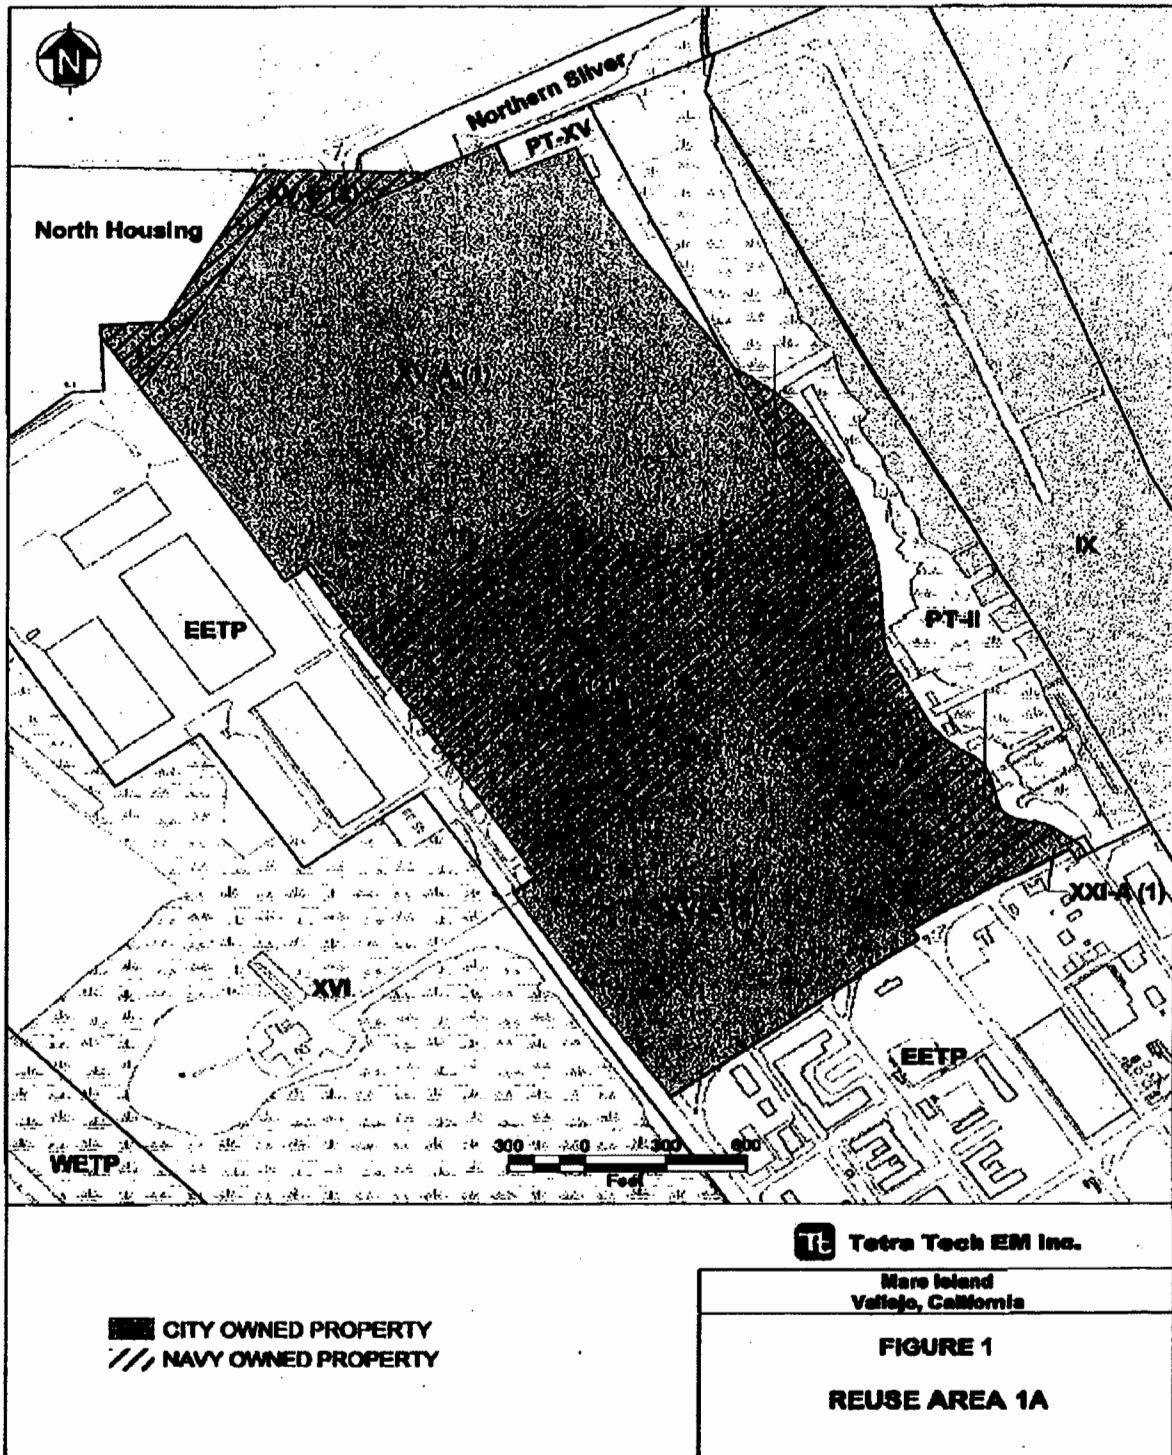 N
Northern Sliver
PT-XV
North Housing
XV-A (1)
IX
EETP
PT-II
XXI-A (1)
XVI
EETP
WETP
300 0 300 600
Feet
Tt Tetra Tech EM Inc.
Mare Island
Vallejo, California
CITY OWNED PROPERTY
NAVY OWNED PROPERTY
FIGURE 1
REUSE AREA 1A